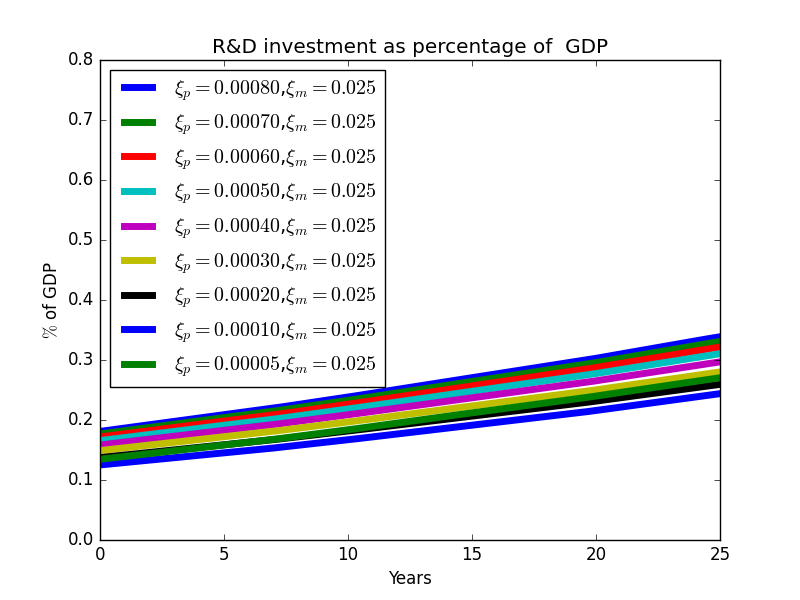 R&D investment as percentage of  GDP
0.8
0.7
0.6
0.5
0.4
0.3
0.2
0.1
0.0
% of GDP
ξp = 0.00080,ξm = 0.025
ξp = 0.00070,ξm = 0.025
ξp = 0.00060,ξm = 0.025
ξp = 0.00050,ξm = 0.025
ξp = 0.00040,ξm = 0.025
ξp = 0.00030,ξm = 0.025
ξp = 0.00020,ξm = 0.025
ξp = 0.00010,ξm = 0.025
ξp = 0.00005,ξm = 0.025
0 5 10 15 20 25
Years